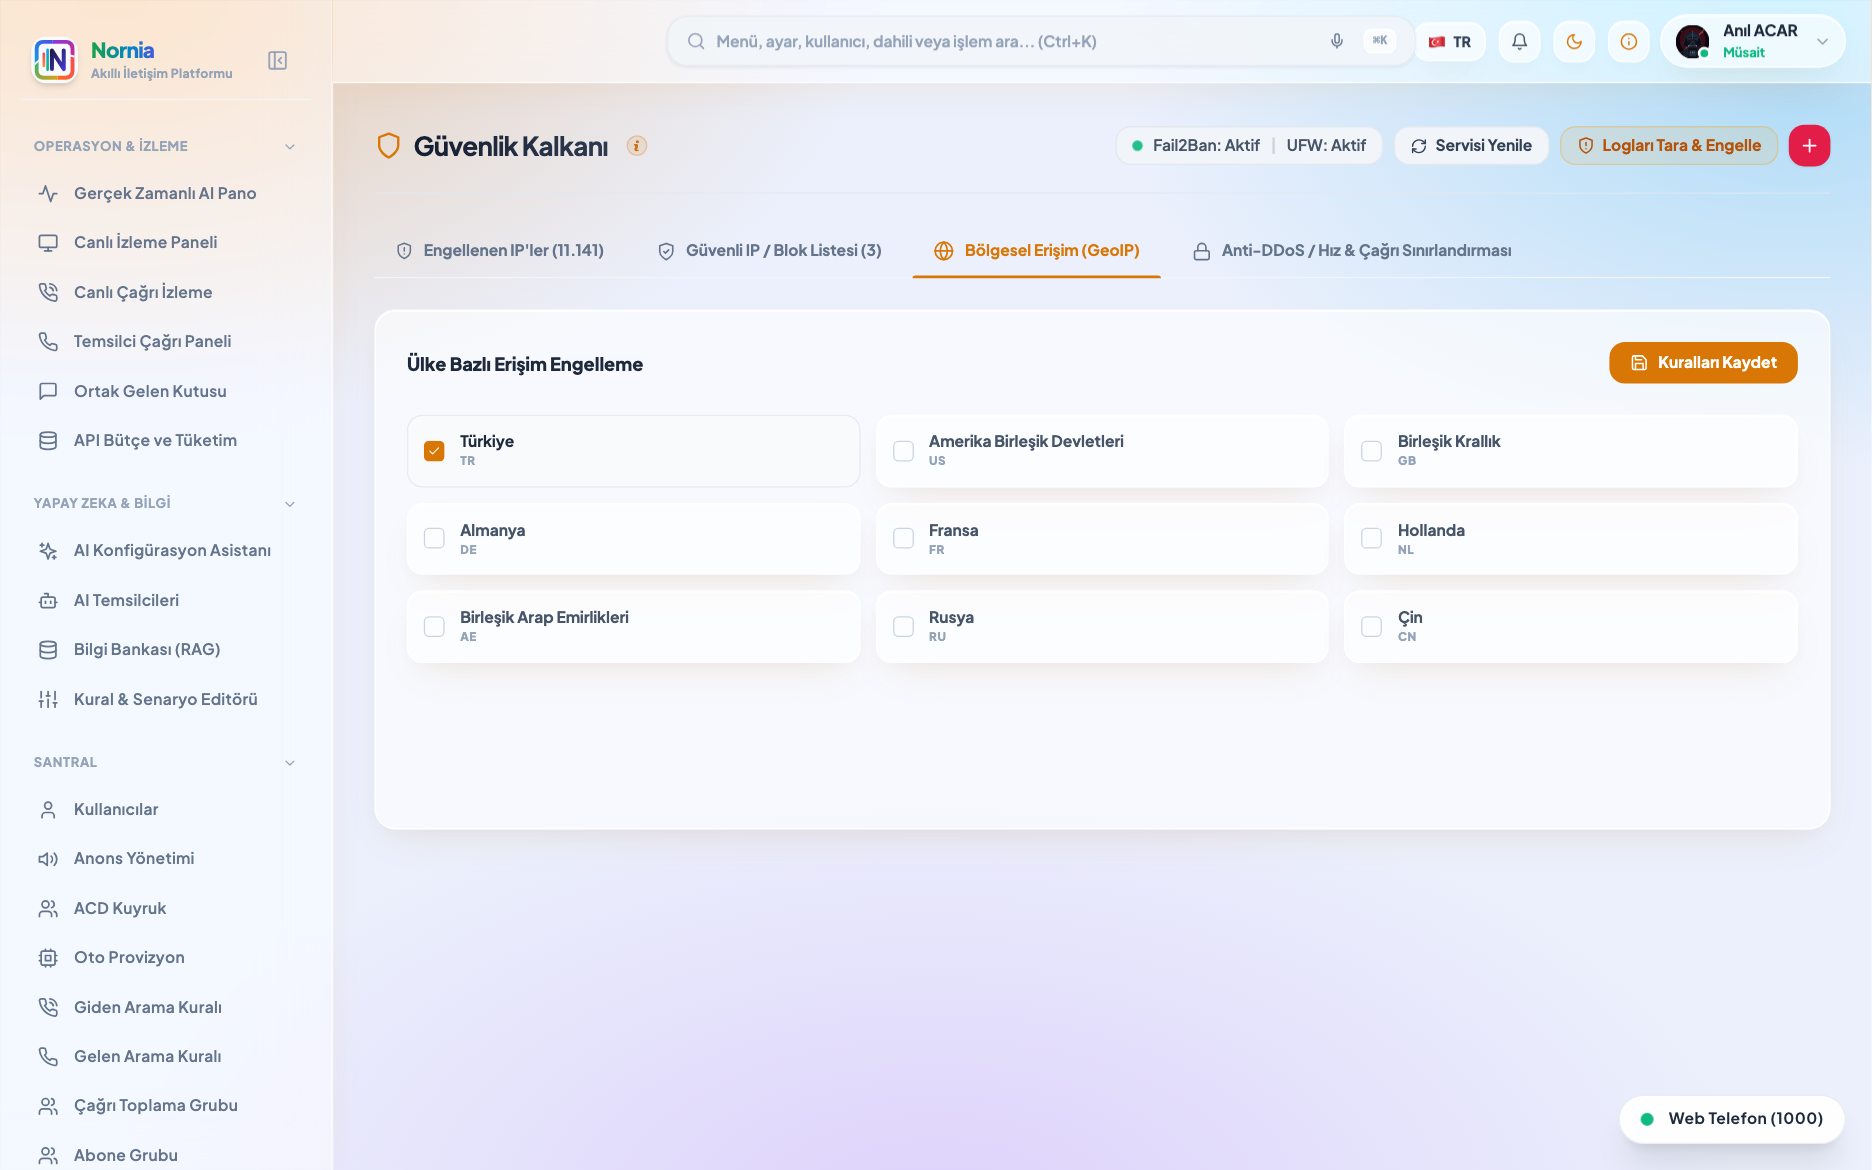 Nornia
Akıllı İletişim Platformu
Menü, ayar, kullanıcı, dahili veya işlem ara... (Ctrl+K)
⌘K
TR
Anıl ACAR
Müsait
OPERASYON & İZLEME
Gerçek Zamanlı AI Pano
Canlı İzleme Paneli
Canlı Çağrı İzleme
Temsilci Çağrı Paneli
Ortak Gelen Kutusu
API Bütçe ve Tüketim
YAPAY ZEKA & BİLGİ
AI Konfigürasyon Asistanı
AI Temsilcileri
Bilgi Bankası (RAG)
Kural & Senaryo Editörü
SANTRAL
Kullanıcılar
Anons Yönetimi
ACD Kuyruk
Oto Provizyon
Giden Arama Kuralı
Gelen Arama Kuralı
Çağrı Toplama Grubu
Abone Grubu
Güvenlik Kalkanı
Fail2Ban: Aktif | UFW: Aktif
Servisi Yenile
Logları Tara & Engelle
Engellenen IP'ler (11.141)
Güvenli IP / Blok Listesi (3)
Bölgesel Erişim (GeoIP)
Anti-DDoS / Hız & Çağrı Sınırlandırması
Ülke Bazlı Erişim Engelleme
Kuralları Kaydet
Türkiye
TR
Amerika Birleşik Devletleri
US
Birleşik Krallık
GB
Almanya
DE
Fransa
FR
Hollanda
NL
Birleşik Arap Emirlikleri
AE
Rusya
RU
Çin
CN
Web Telefon (1000)